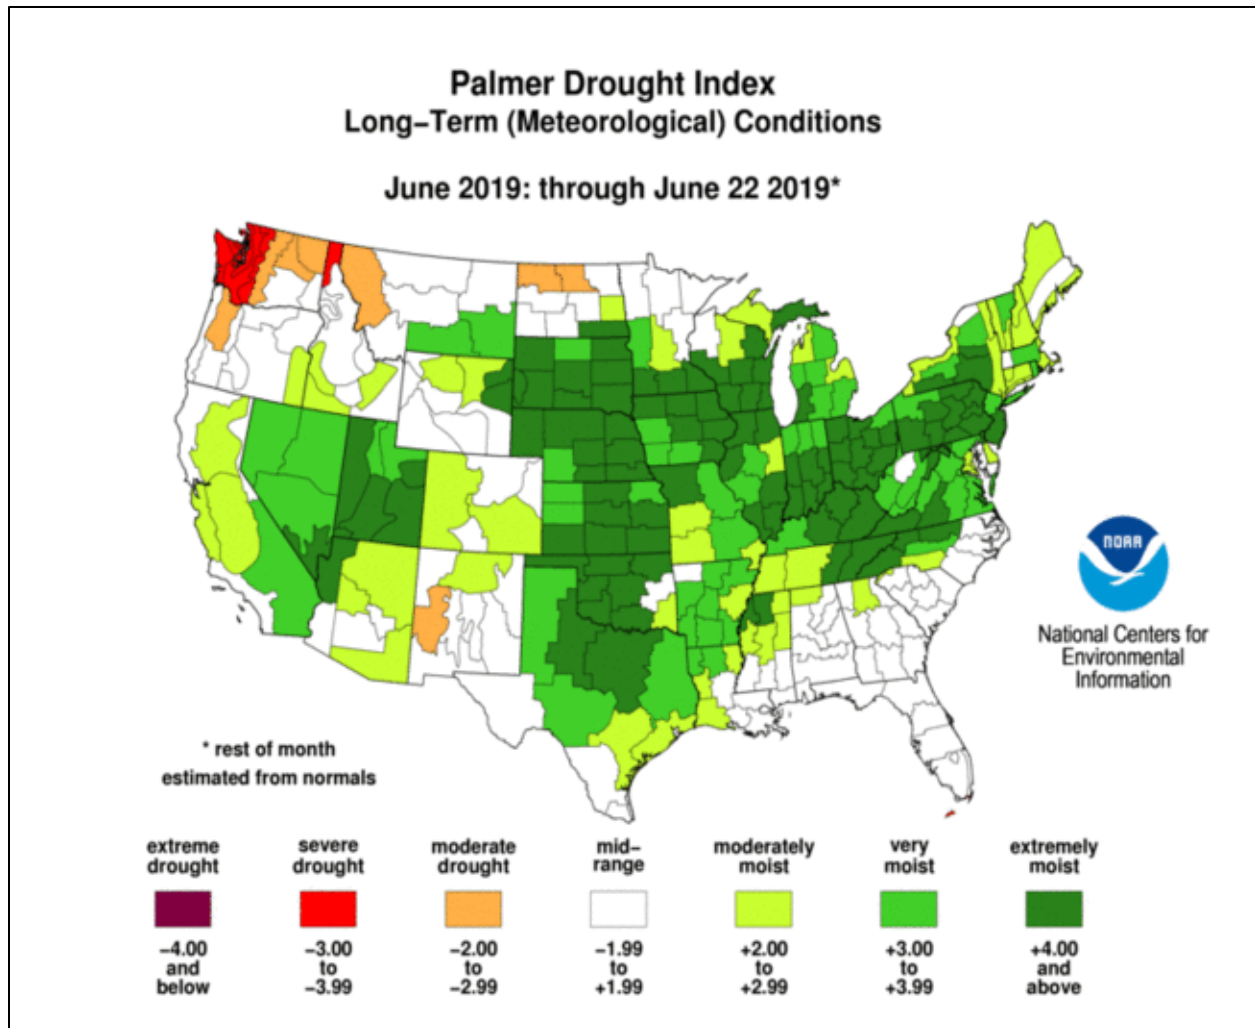 Palmer Drought Index
Long−Term (Meteorological) Conditions
June 2019: through June 22 2019*
NOAA
National Centers for
Environmental
Information
* rest of month
estimated from normals
extreme
drought
severe
drought
moderate
drought
mid−
range
moderately
moist
very
moist
extremely
moist
−4.00
and
below
−3.00
to
−3.99
−2.00
to
−2.99
−1.99
to
+1.99
+2.00
to
+2.99
+3.00
to
+3.99
+4.00
and
above